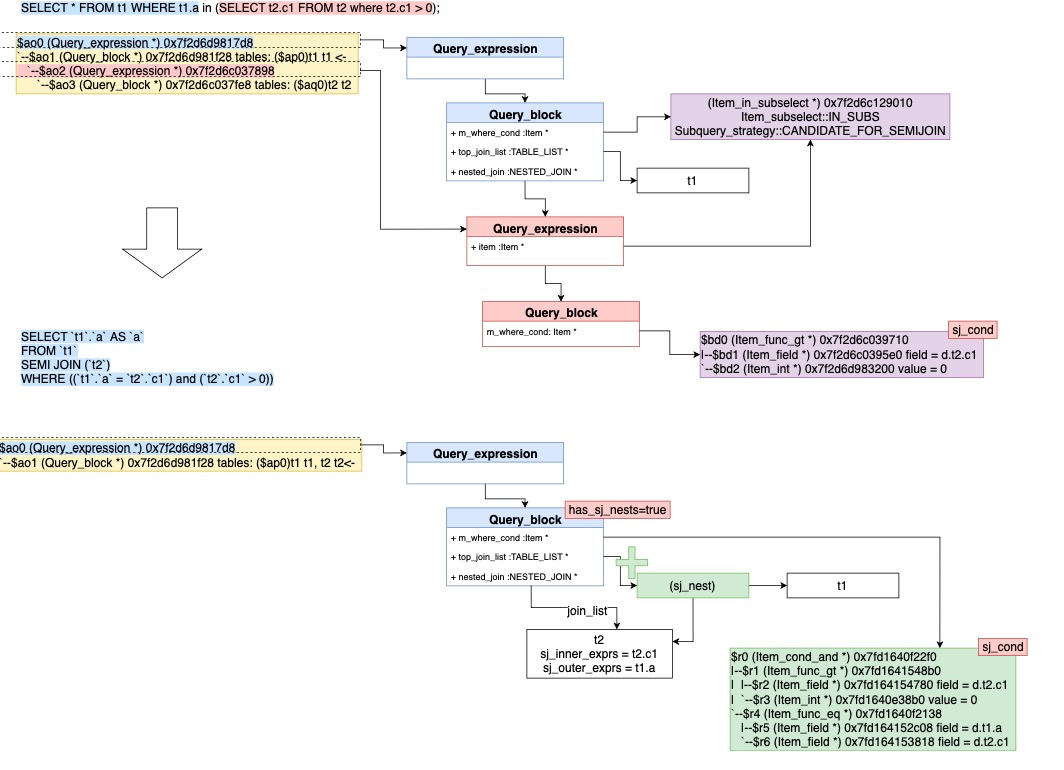 SELECT * FROM t1 WHERE t1.a in (SELECT t2.c1 FROM t2 where t2.c1 > 0);
$ao0 (Query_expression *) 0x7f2d6d9817d8
`--$ao1 (Query_block *) 0x7f2d6d981f28 tables: ($ap0)t1 t1 <-
`--$ao2 (Query_expression *) 0x7f2d6c037898
`--$ao3 (Query_block *) 0x7f2d6c037fe8 tables: ($aq0)t2 t2
Query_expression
Query_block
+ m_where_cond :Item *
+ top_join_list :TABLE_LIST *
+ nested_join :NESTED_JOIN *
(Item_in_subselect *) 0x7f2d6c129010
Item_subselect::IN_SUBS
Subquery_strategy::CANDIDATE_FOR_SEMIJOIN
t1
Query_expression
+ item :Item *
Query_block
m_where_cond: Item *
sj_cond
$bd0 (Item_func_gt *) 0x7f2d6c039710
|--$bd1 (Item_field *) 0x7f2d6c0395e0 field = d.t2.c1
`--$bd2 (Item_int *) 0x7f2d6d983200 value = 0
SELECT `t1`.`a` AS `a`
FROM `t1`
SEMI JOIN (`t2`)
WHERE ((`t1`.`a` = `t2`.`c1`) and (`t2`.`c1` > 0))
$ao0 (Query_expression *) 0x7f2d6d9817d8
`--$ao1 (Query_block *) 0x7f2d6d981f28 tables: ($ap0)t1 t1, t2 t2<-
Query_expression
has_sj_nests=true
Query_block
+ m_where_cond :Item *
+ top_join_list :TABLE_LIST *
+ nested_join :NESTED_JOIN *
(sj_nest)
t1
join_list
t2
sj_inner_exprs = t2.c1
sj_outer_exprs = t1.a
sj_cond
$r0 (Item_cond_and *) 0x7fd1640f22f0
|--$r1 (Item_func_gt *) 0x7fd1641548b0
| |--$r2 (Item_field *) 0x7fd164154780 field = d.t2.c1
| `--$r3 (Item_int *) 0x7fd1640e38b0 value = 0
`--$r4 (Item_func_eq *) 0x7fd1640f2138
|--$r5 (Item_field *) 0x7fd164152c08 field = d.t1.a
`--$r6 (Item_field *) 0x7fd164153818 field = d.t2.c1